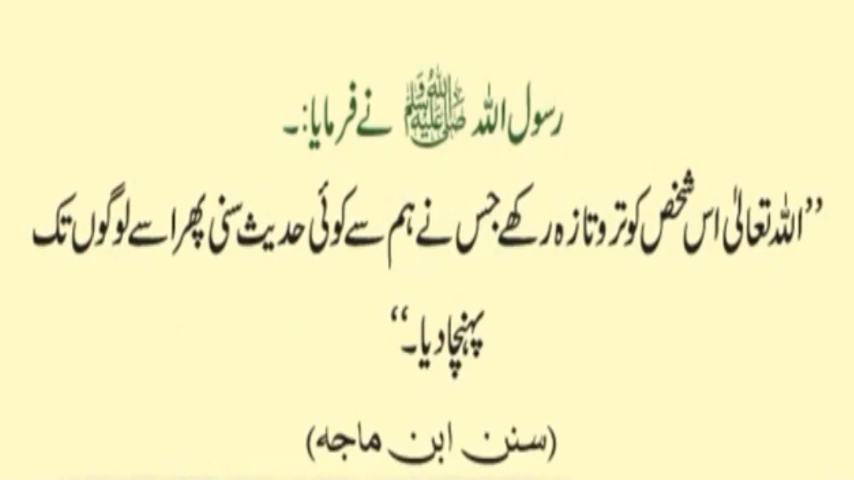 رسول اللہ ﷺ نے فرمایا:۔
’’اللہ تعالیٰ اس شخص کو تروتازہ رکھے جس نے ہم سے کوئی حدیث سنی پھر اسے لوگوں تک
پہنچا دیا۔‘‘
(سنن ابن ماجه)